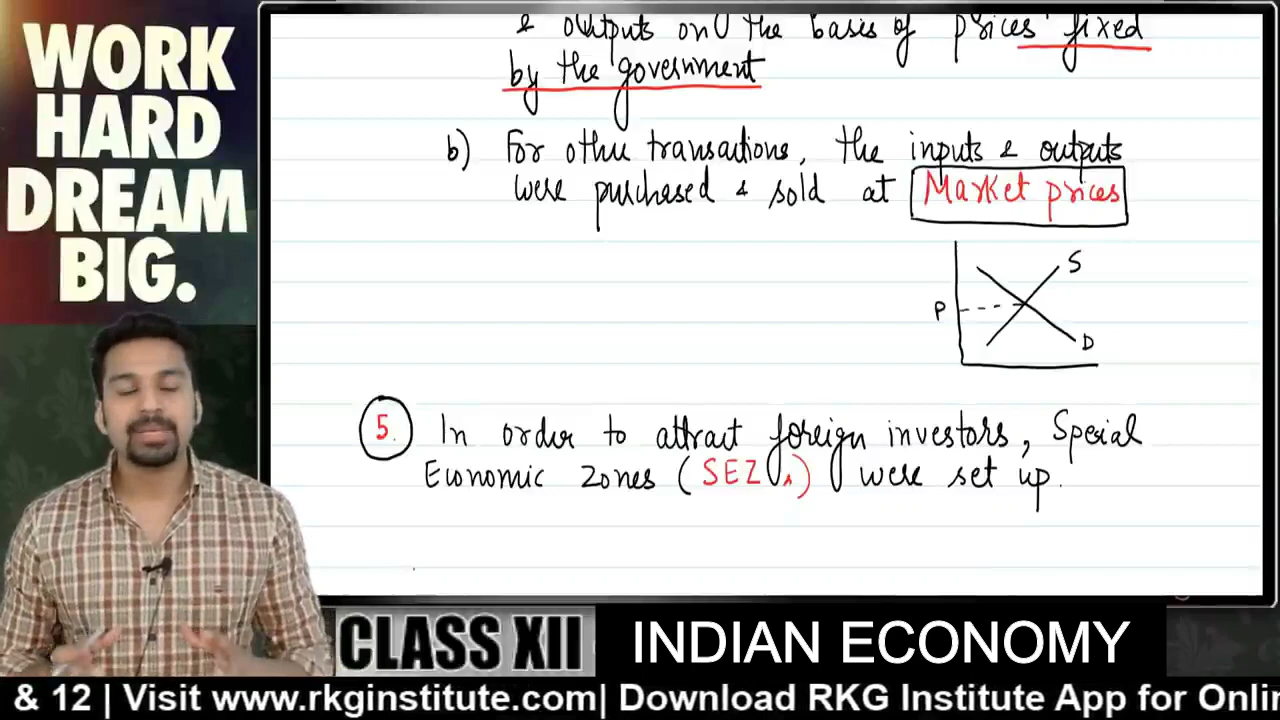 WORK
HARD
DREAM
BIG.
& outputs on the basis of prices fixed
by the government
b) For other transactions, the inputs & outputs
were purchased & sold at Market prices
S
P
D
5. In order to attract foreign investors, Special
Economic Zones (SEZs) were set up.
CLASS XII INDIAN ECONOMY
& 12 | Visit www.rkginstitute.com| Download RKG Institute App for Onli